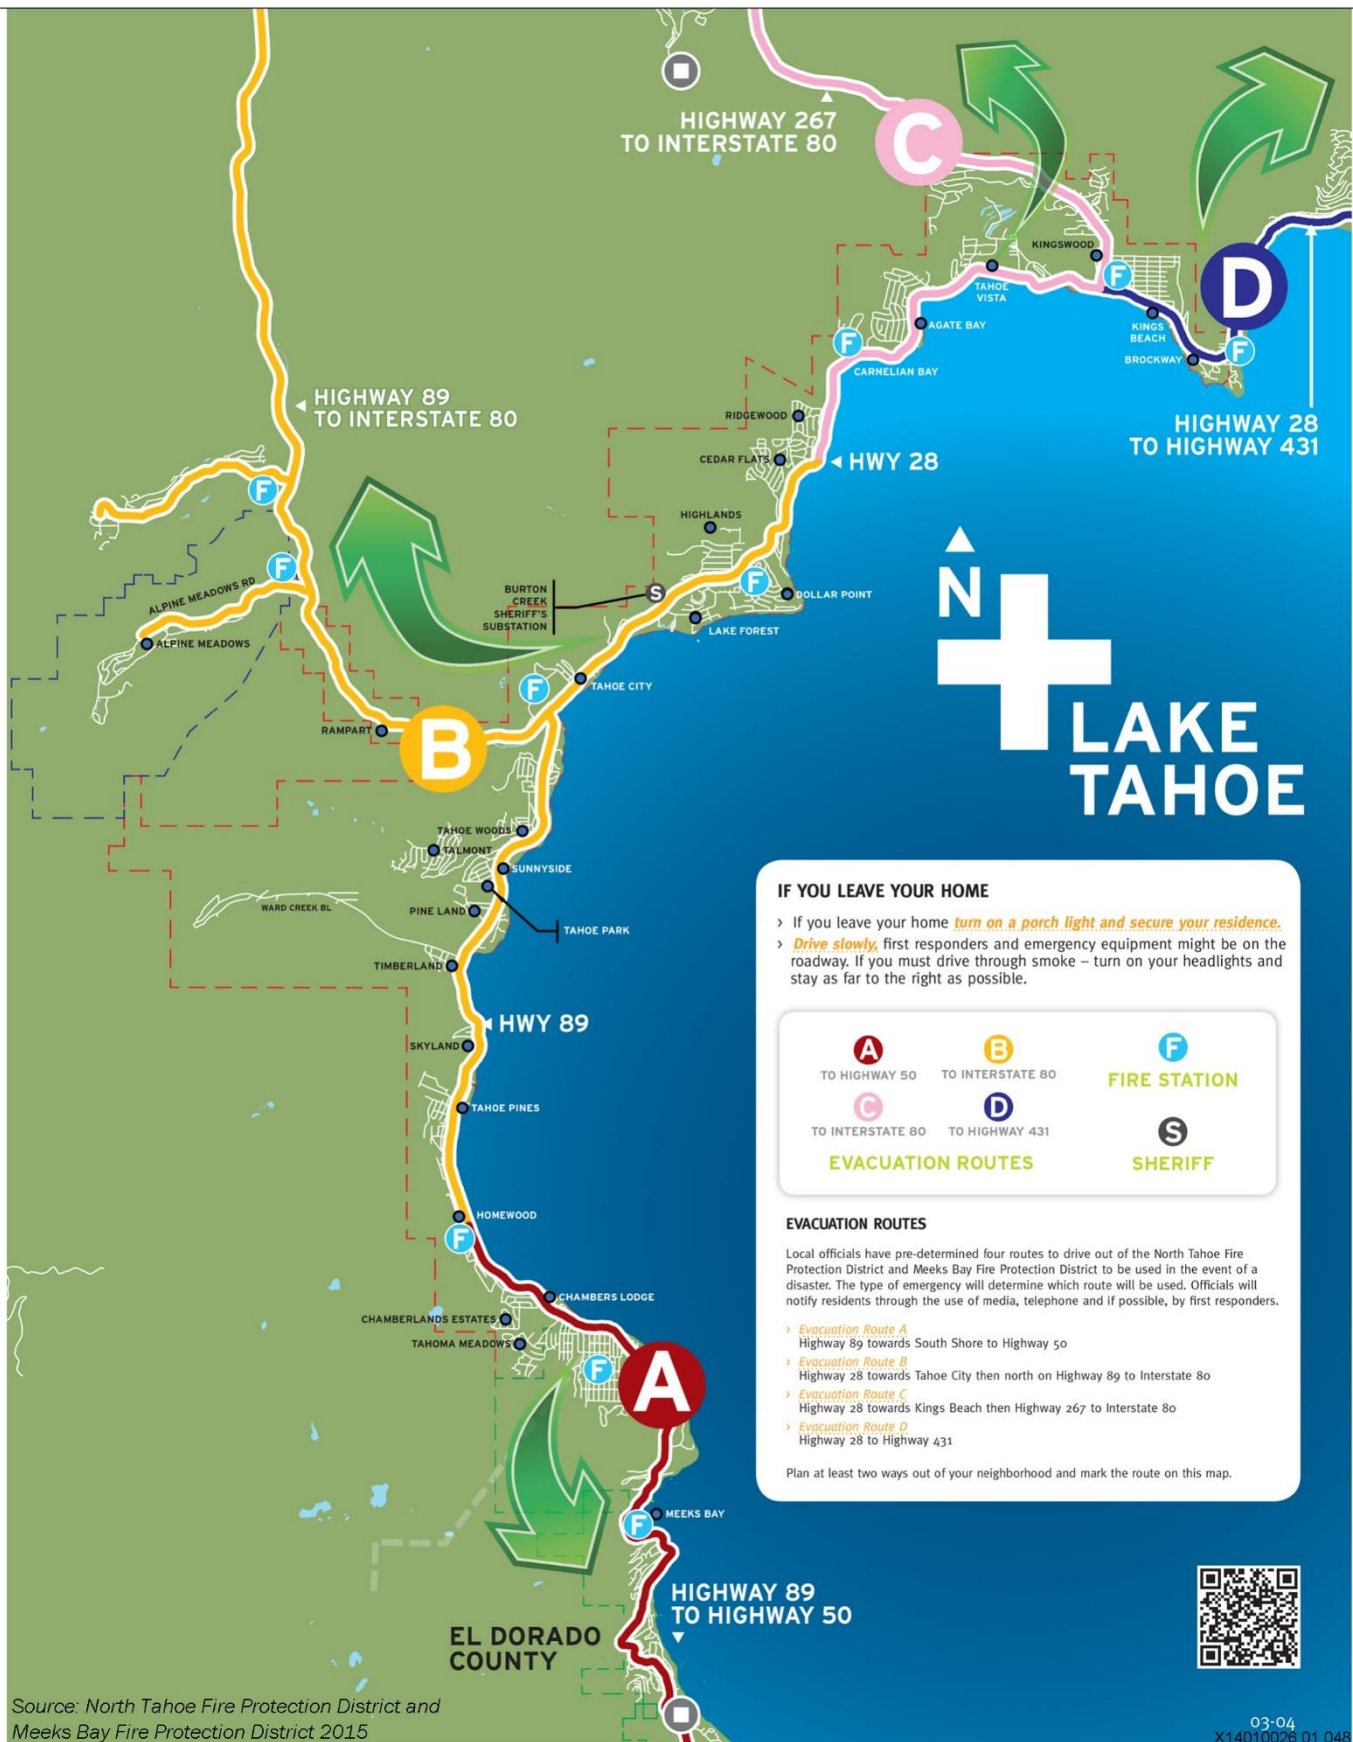 HIGHWAY 267
TO INTERSTATE 80
C
KINGSWOOD
F
D
TAHOE
VISTA
AGATE BAY
KINGS
BEACH
BROCKWAY
F
F
CARNELIAN BAY
HIGHWAY 89
TO INTERSTATE 80
RIDGEWOOD
HIGHWAY 28
TO HIGHWAY 431
CEDAR FLATS
HWY 28
F
HIGHLANDS
F
ALPINE MEADOWS RD
ALPINE MEADOWS
BURTON
CREEK
SHERIFF'S
SUBSTATION
S
F
DOLLAR POINT
LAKE FOREST
N
F
TAHOE CITY
RAMPART
B
LAKE
TAHOE
TAHOE WOODS
TALMONT
SUNNYSIDE
WARD CREEK BL
PINE LAND
TAHOE PARK
TIMBERLAND
HWY 89
SKYLAND
TAHOE PINES
HOMEWOOD
F
CHAMBERS LODGE
CHAMBERLANDS ESTATES
TAHOMA MEADOWS
F
A
MEEKS BAY
F
HIGHWAY 89
TO HIGHWAY 50
EL DORADO
COUNTY
IF YOU LEAVE YOUR HOME
› If you leave your home turn on a porch light and secure your residence.
› Drive slowly, first responders and emergency equipment might be on the
roadway. If you must drive through smoke – turn on your headlights and
stay as far to the right as possible.
A
TO HIGHWAY 50
B
TO INTERSTATE 80
F
FIRE STATION
C
TO INTERSTATE 80
D
TO HIGHWAY 431
S
SHERIFF
EVACUATION ROUTES
EVACUATION ROUTES
Local officials have pre-determined four routes to drive out of the North Tahoe Fire
Protection District and Meeks Bay Fire Protection District to be used in the event of a
disaster. The type of emergency will determine which route will be used. Officials will
notify residents through the use of media, telephone and if possible, by first responders.
› Evacuation Route A
Highway 89 towards South Shore to Highway 50
› Evacuation Route B
Highway 28 towards Tahoe City then north on Highway 89 to Interstate 80
› Evacuation Route C
Highway 28 towards Kings Beach then Highway 267 to Interstate 80
› Evacuation Route D
Highway 28 to Highway 431
Plan at least two ways out of your neighborhood and mark the route on this map.
Source: North Tahoe Fire Protection District and
Meeks Bay Fire Protection District 2015
03-04
X14010026 01 048